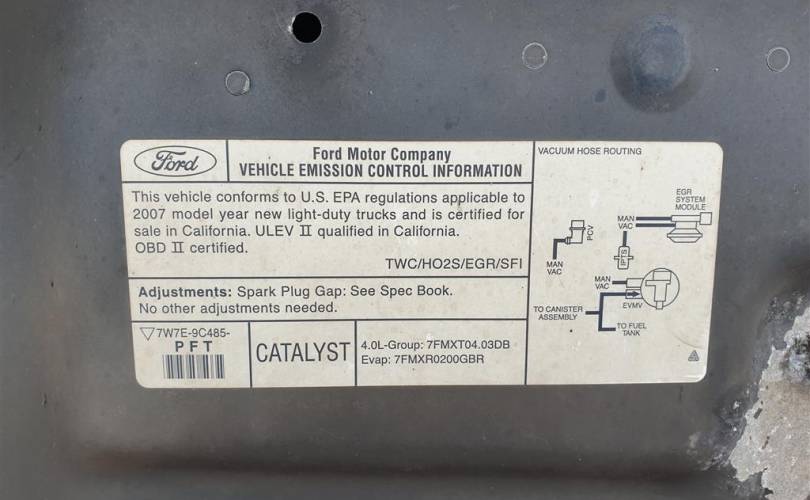 Ford
Ford Motor Company
VEHICLE EMISSION CONTROL INFORMATION
This vehicle conforms to U.S. EPA regulations applicable to
2007 model year new light-duty trucks and is certified for
sale in California. ULEV II qualified in California.
OBD II certified.
TWC/HO2S/EGR/SFI
Adjustments: Spark Plug Gap: See Spec Book.
No other adjustments needed.
7W7E-9C485-
PFT
CATALYST
4.0L-Group: 7FMXT04.03DB
Evap: 7FMXR0200GBR
VACUUM HOSE ROUTING
EGR
SYSTEM
MODULE
MAN
VAC
PCV
MAN
VAC
IPTS
MAN
VAC
EVMV
TO CANISTER
ASSEMBLY
TO FUEL
TANK